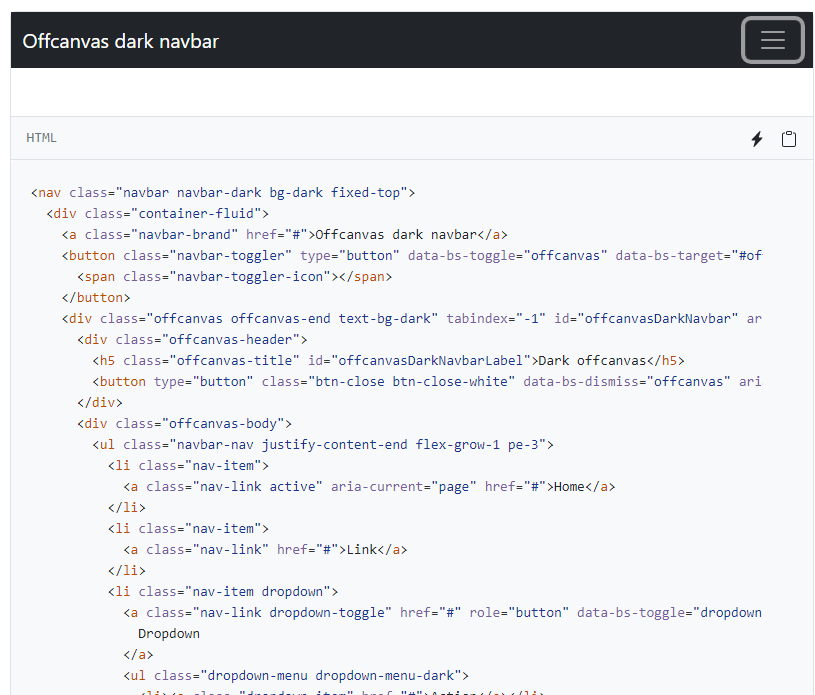 Offcanvas dark navbar
HTML
<nav class="navbar navbar-dark bg-dark fixed-top">
<div class="container-fluid">
<a class="navbar-brand" href="#">Offcanvas dark navbar</a>
<button class="navbar-toggler" type="button" data-bs-toggle="offcanvas" data-bs-target="#of
<span class="navbar-toggler-icon"></span>
</button>
<div class="offcanvas offcanvas-end text-bg-dark" tabindex="-1" id="offcanvasDarkNavbar" ar
<div class="offcanvas-header">
<h5 class="offcanvas-title" id="offcanvasDarkNavbarLabel">Dark offcanvas</h5>
<button type="button" class="btn-close btn-close-white" data-bs-dismiss="offcanvas" ari
</div>
<div class="offcanvas-body">
<ul class="navbar-nav justify-content-end flex-grow-1 pe-3">
<li class="nav-item">
<a class="nav-link active" aria-current="page" href="#">Home</a>
</li>
<li class="nav-item">
<a class="nav-link" href="#">Link</a>
</li>
<li class="nav-item dropdown">
<a class="nav-link dropdown-toggle" href="#" role="button" data-bs-toggle="dropdown
Dropdown
</a>
<ul class="dropdown-menu dropdown-menu-dark">
<li><a class="dropdown-item" href="#">Action</a></li>